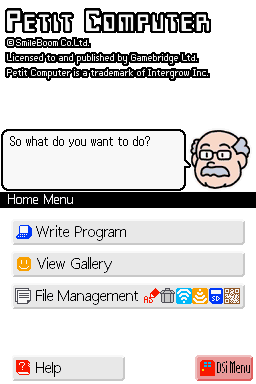 PETIT COMPUTER
©SmileBoom Co.Ltd.
Licensed to and published by Gamebridge Ltd.
Petit Computer is a trademark of Intergrow Inc.
So what do you want to do?
Home Menu
Write Program
View Gallery
File Management
Help
DSi Menu